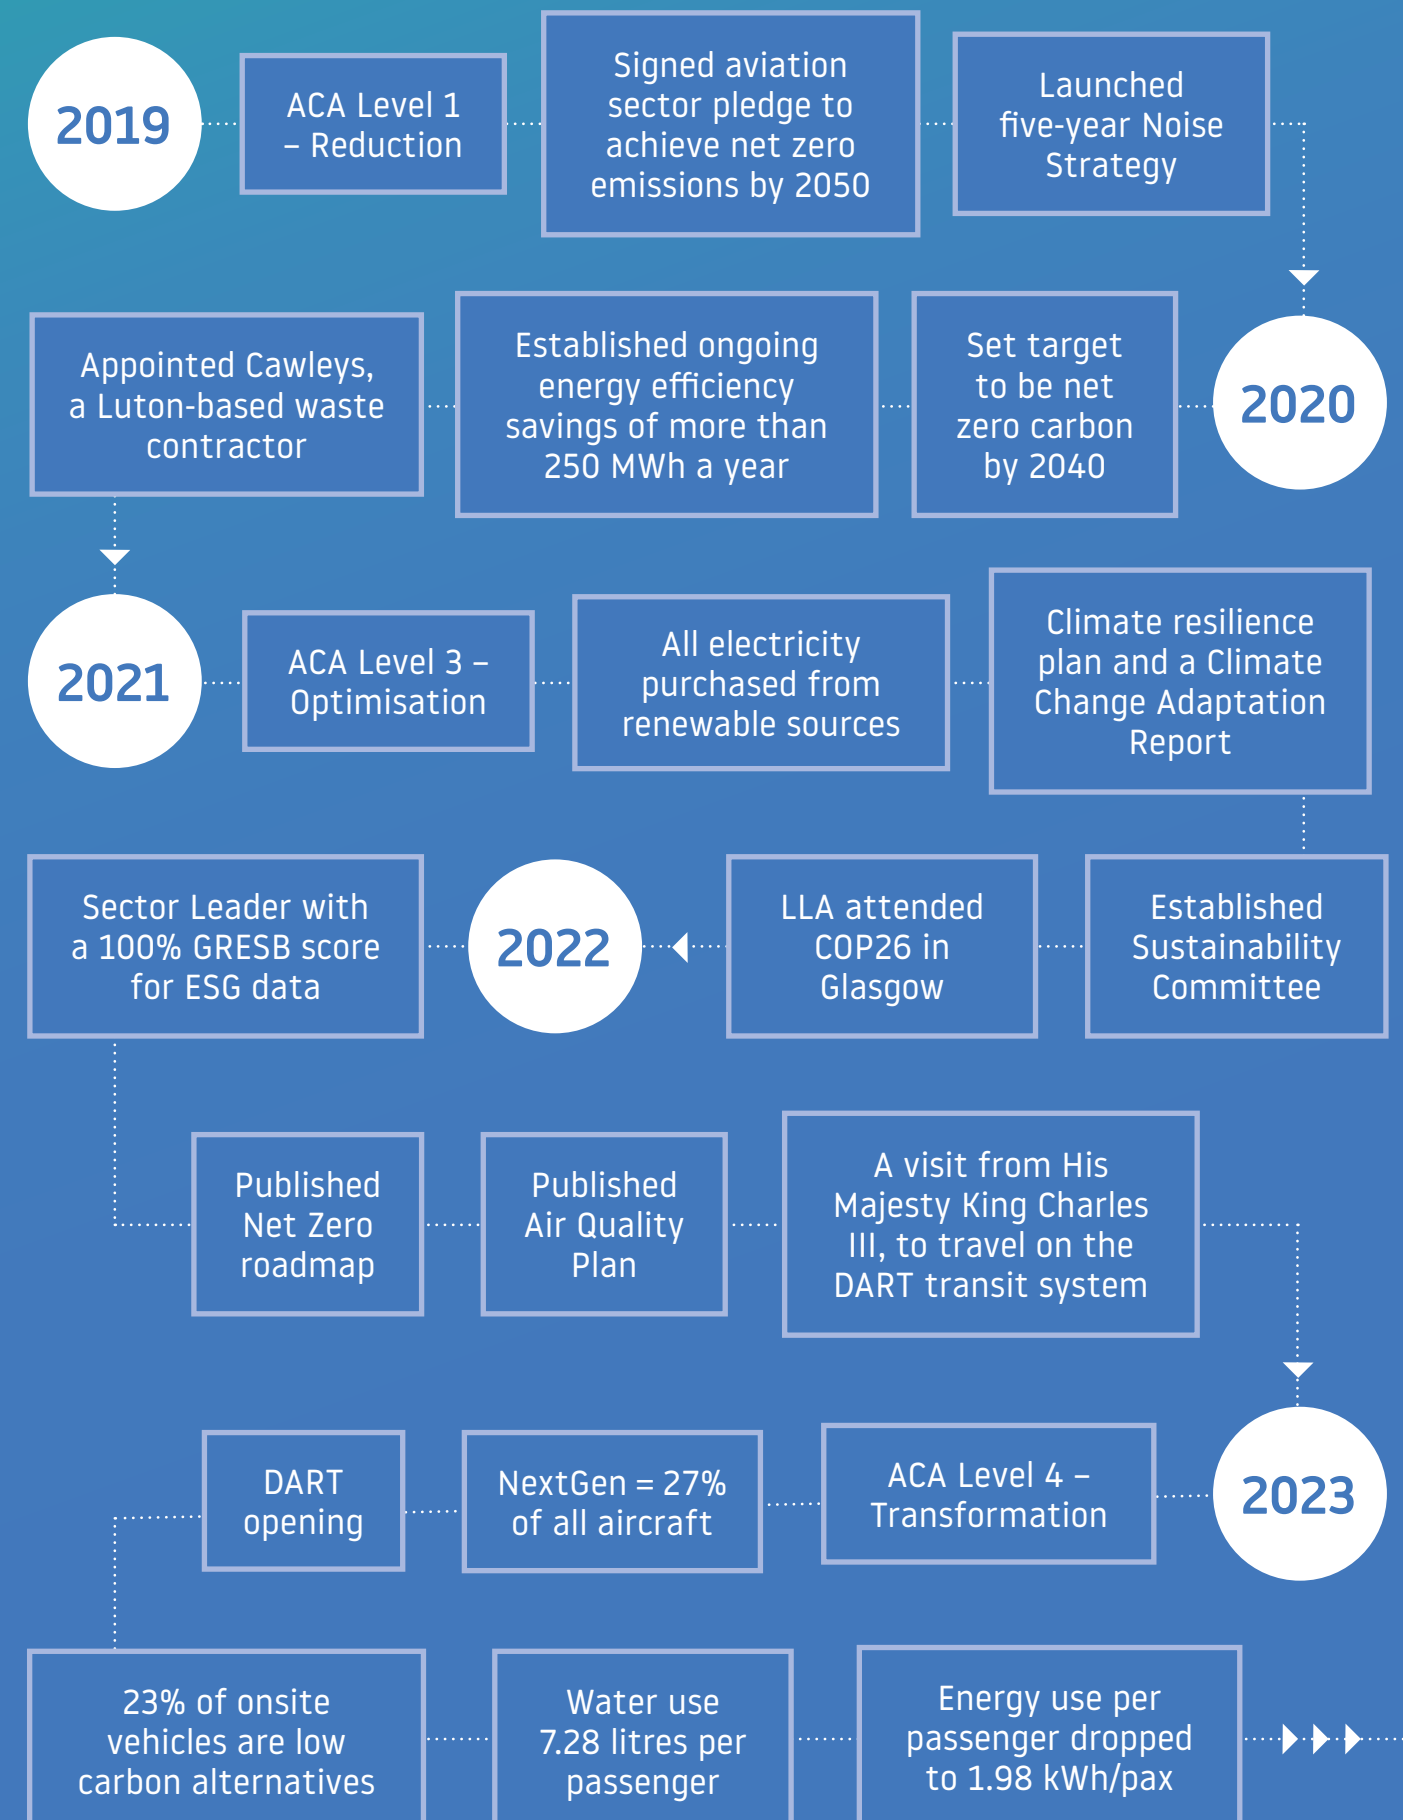 2019
ACA Level 1
– Reduction
Signed aviation
sector pledge to
achieve net zero
emissions by 2050
Launched
five-year Noise
Strategy
2020
Set target
to be net
zero carbon
by 2040
Established ongoing
energy efficiency
savings of more than
250 MWh a year
Appointed Cawleys,
a Luton-based waste
contractor
2021
ACA Level 3 –
Optimisation
All electricity
purchased from
renewable sources
Climate resilience
plan and a Climate
Change Adaptation
Report
Established
Sustainability
Committee
LLA attended
COP26 in
Glasgow
2022
Sector Leader with
a 100% GRESB score
for ESG data
Published
Net Zero
roadmap
Published
Air Quality
Plan
A visit from His
Majesty King Charles
III, to travel on the
DART transit system
2023
ACA Level 4 –
Transformation
NextGen = 27%
of all aircraft
DART
opening
23% of onsite
vehicles are low
carbon alternatives
Water use
7.28 litres per
passenger
Energy use per
passenger dropped
to 1.98 kWh/pax